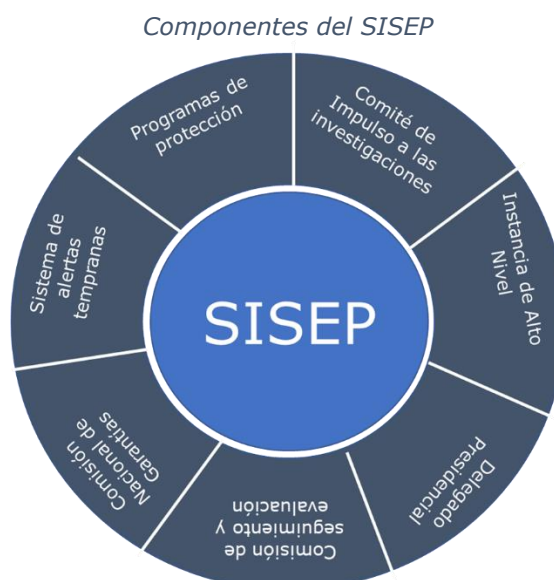 Componentes del SISEP
Comité de
Impulso a las
investigaciones
Instancia de Alto
Nivel
Delegado
Presidencial
Comisión de
seguimiento y
evaluación
Comisión
Nacional de
Garantías
Sistema de
alertas
tempranas
Programas de
protección
SISEP